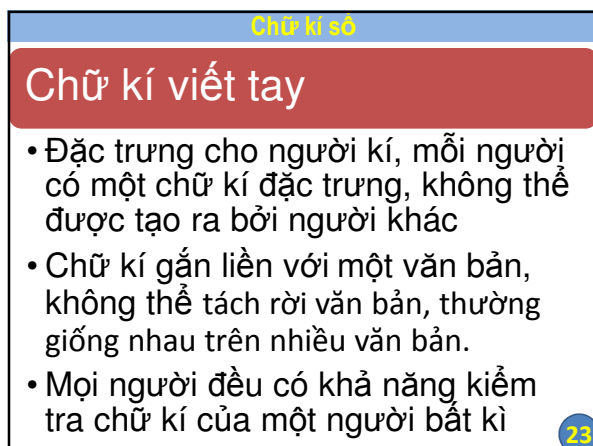 Chữ kí số
Chữ kí viết tay
• Đặc trưng cho người kí, mỗi người
có một chữ kí đặc trưng, không thể
được tạo ra bởi người khác
• Chữ kí gắn liền với một văn bản,
không thể tách rời văn bản, thường
giống nhau trên nhiều văn bản.
• Mọi người đều có khả năng kiểm
tra chữ kí của một người bất kì
23